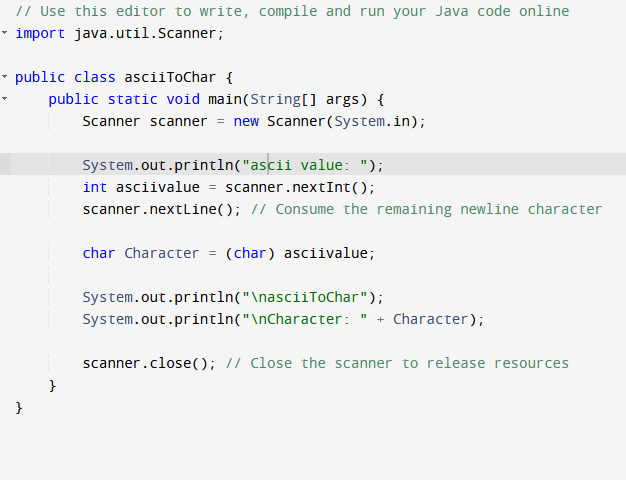 // Use this editor to write, compile and run your Java code online
import java.util.Scanner;
public class asciiToChar {
public static void main(String[] args) {
Scanner scanner = new Scanner(System.in);
System.out.println("ascii value: ");
int asciivalue = scanner.nextInt();
scanner.nextLine(); // Consume the remaining newline character
char Character = (char) asciivalue;
System.out.println("\nasciiToChar");
System.out.println("\nCharacter: " + Character);
scanner.close(); // Close the scanner to release resources
}
}